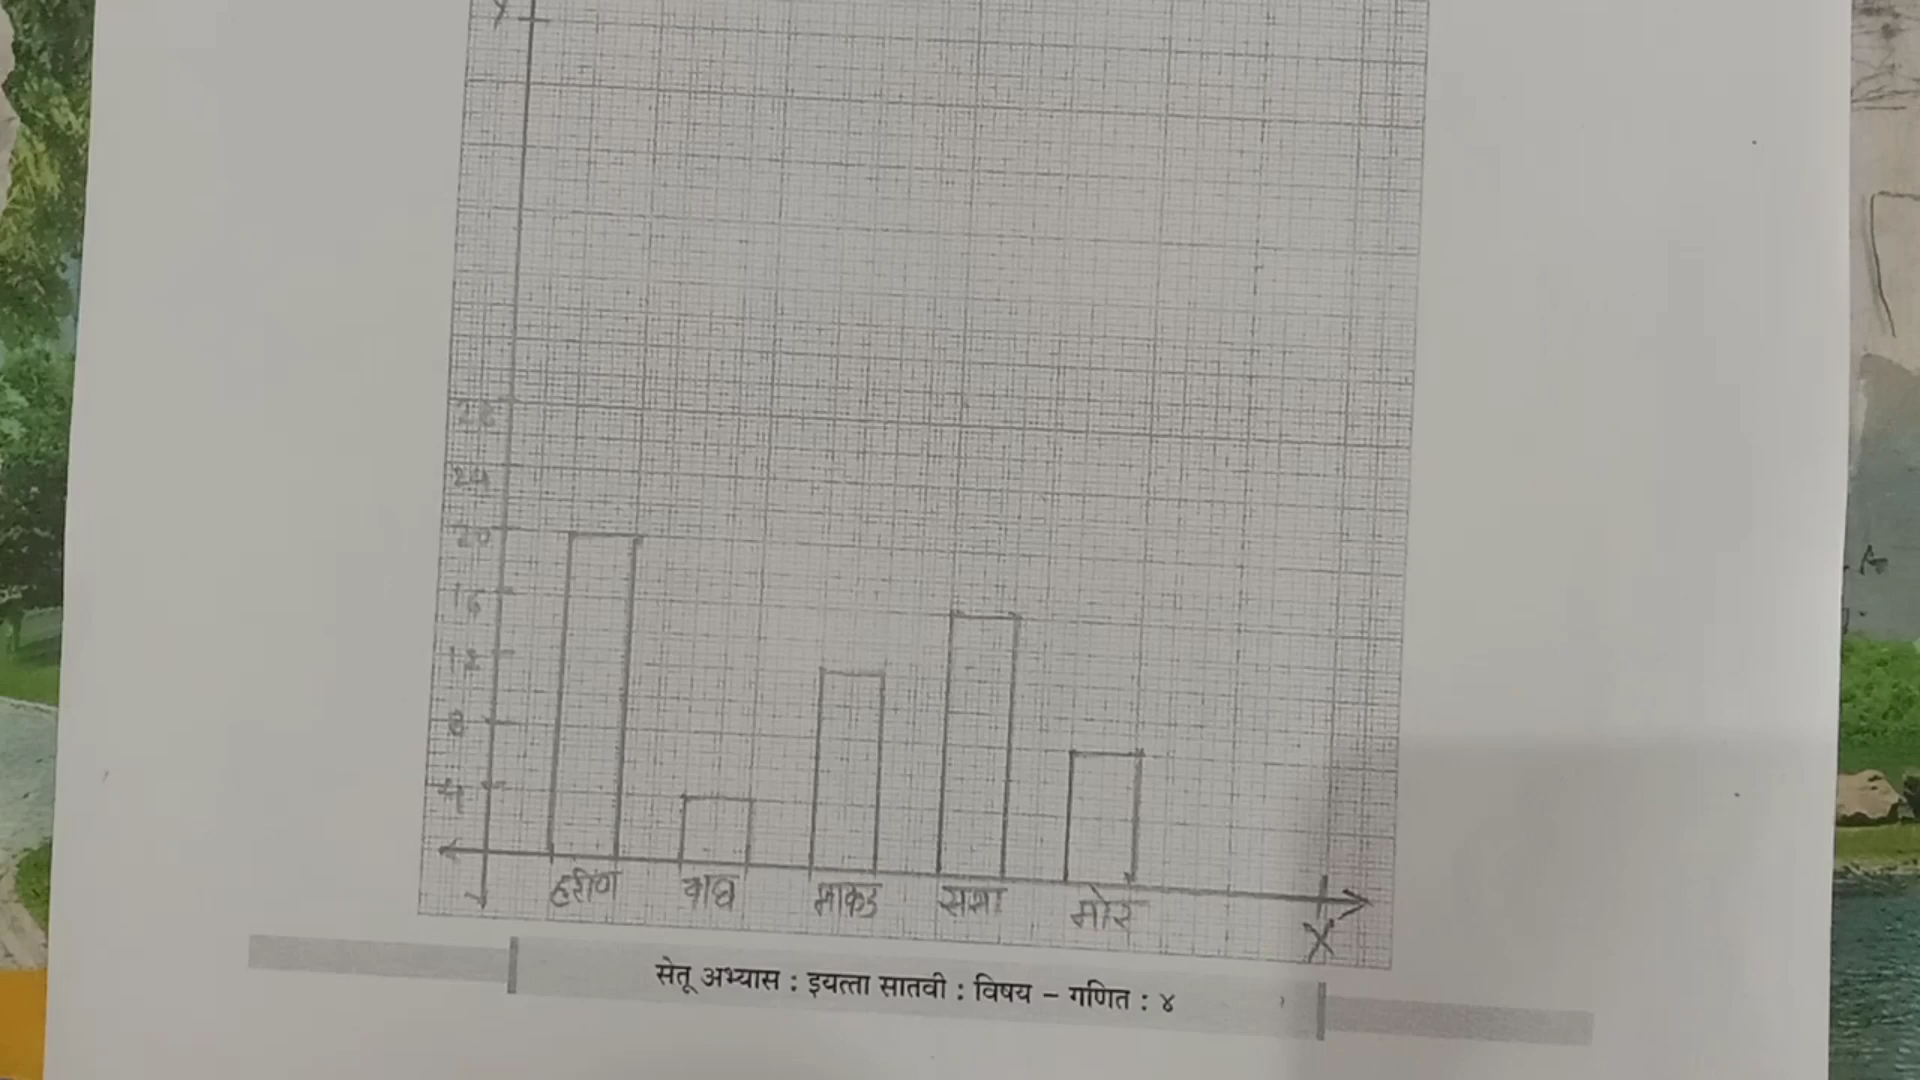 Y
28
24
20
16
12
8
4
हरीण वाघ माकड ससा मोर
X
सेतू अभ्यास : इयत्ता सातवी : विषय – गणित : ४